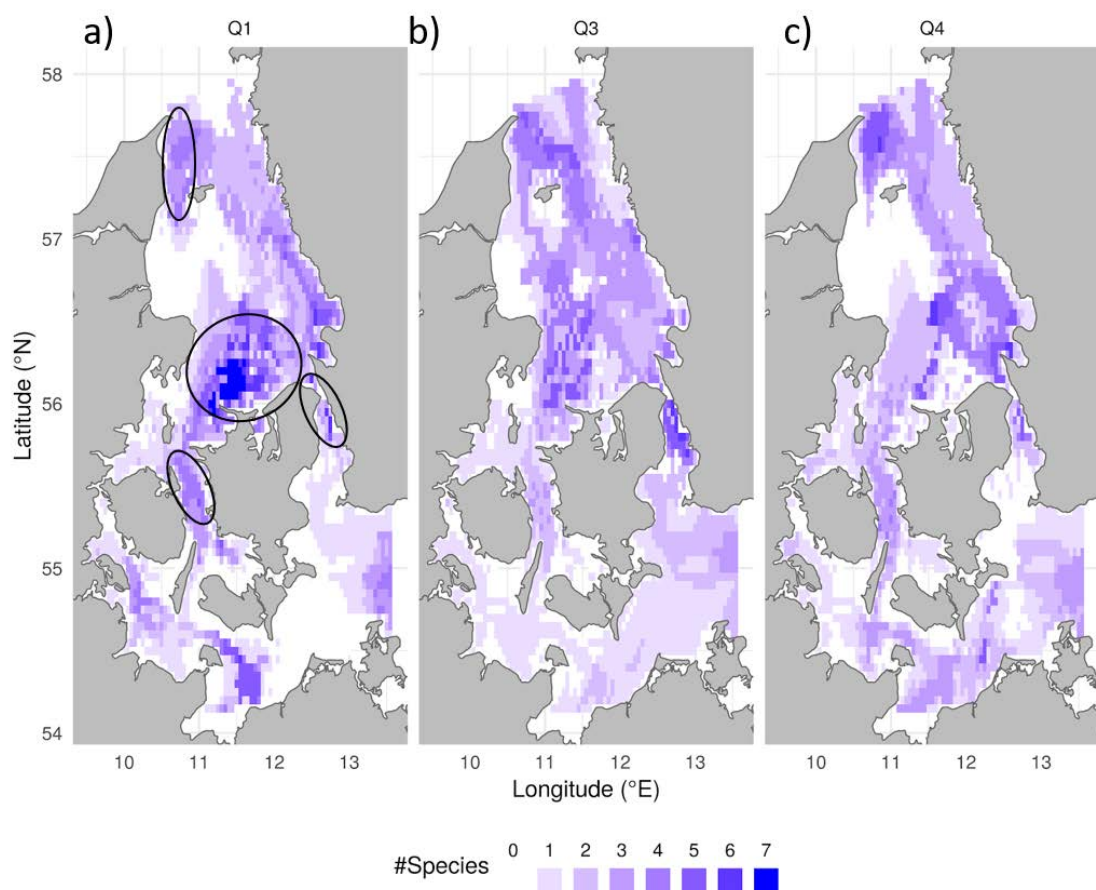 a) Q1 b) Q3 c) Q4
58
57
56
55
54
Latitude (°N)
10 11 12 13 10 11 12 13 10 11 12 13
Longitude (°E)
#Species 0 1 2 3 4 5 6 7